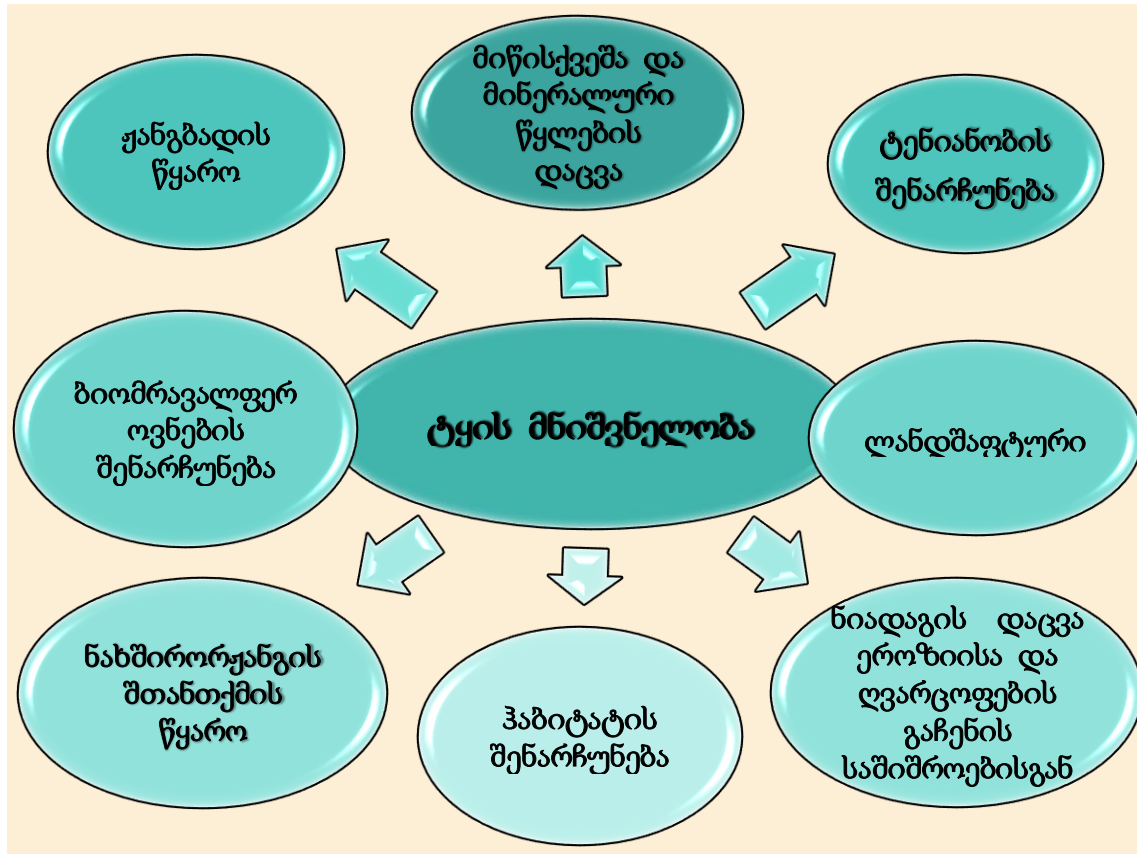 ჟანგბადის
წყარო
მიწისქვეშა და
მინერალური
წყლების
დაცვა
ტენიანობის
შენარჩუნება
ბიომრავალფერ
ოვნების
შენარჩუნება
ტყის მნიშვნელობა
ლანდშაფტური
ნახშირორჟანგის
შთანთქმის
წყარო
ჰაბიტატის
შენარჩუნება
ნიადაგის დაცვა
ეროზიისა და
ღვარცოფების
გაჩენის
საშიშროებისგან